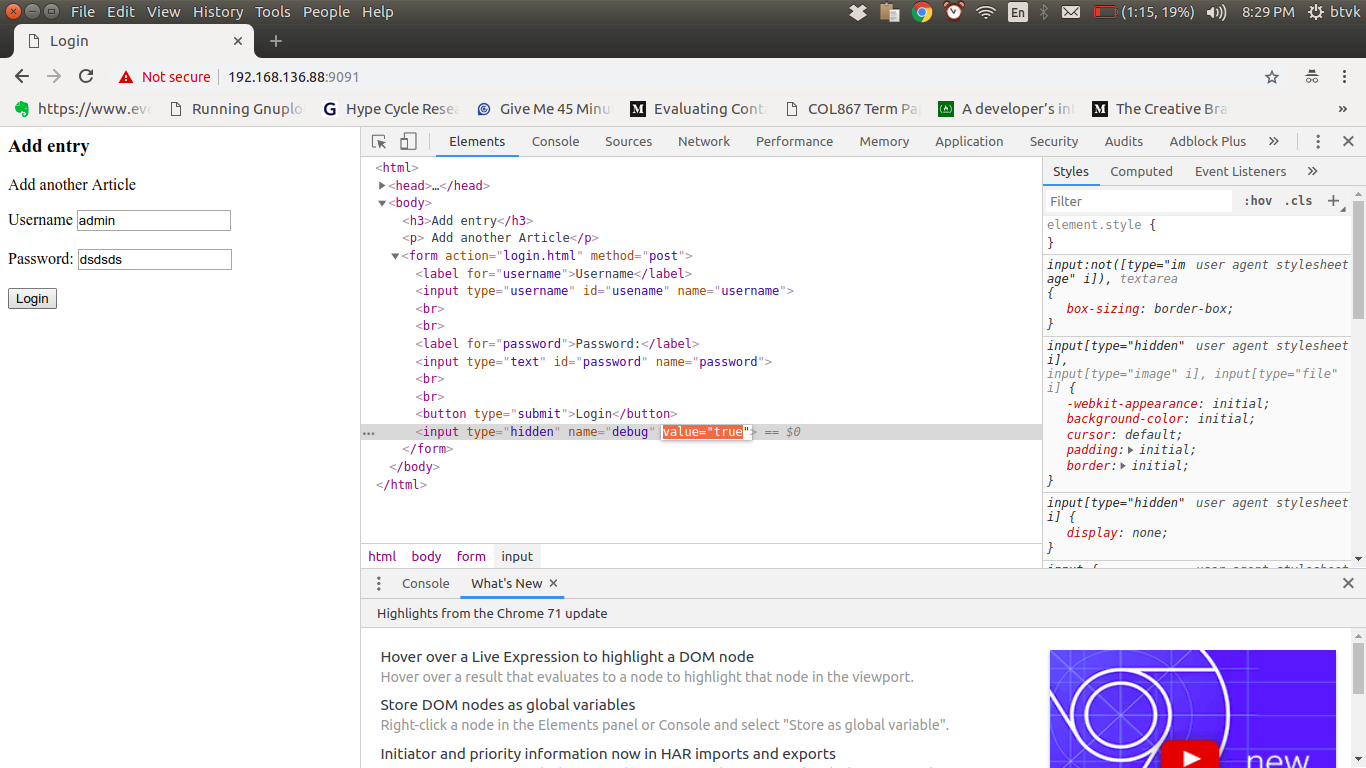 File Edit View History Tools People Help
En (1:15, 19%) 8:29 PM btvk
Login
Not secure 192.168.136.88:9091
https://www.eve Running Gnuplo G Hype Cycle Resea Give Me 45 Minu M Evaluating Conta COL867 Term Pa A developer's in M The Creative Bra »
Add entry
Add another Article
Username admin
Password: dsdsds
Login
Elements Console Sources Network Performance Memory Application Security Audits Adblock Plus »
<html>
<head>…</head>
<body>
<h3>Add entry</h3>
<p> Add another Article</p>
<form action="login.html" method="post">
<label for="username">Username</label>
<input type="username" id="usename" name="username">
<br>
<br>
<label for="password">Password:</label>
<input type="text" id="password" name="password">
<br>
<br>
<button type="submit">Login</button>
… <input type="hidden" name="debug" value="true"> == $0
</form>
</body>
</html>
html body form input
Styles Computed Event Listeners »
Filter :hov .cls +
element.style {
}
input:not([type="im user agent stylesheet
age" i]), textarea
{
box-sizing: border-box;
}
input[type="hidden" user agent stylesheet
i],
input[type="image" i], input[type="file"
i] {
-webkit-appearance: initial;
background-color: initial;
cursor: default;
padding: initial;
border: initial;
}
input[type="hidden" user agent stylesheet
i] {
display: none;
}
Console What's New
Highlights from the Chrome 71 update
Hover over a Live Expression to highlight a DOM node
Hover over a result that evaluates to a node to highlight that node in the viewport.
Store DOM nodes as global variables
Right-click a node in the Elements panel or Console and select "Store as global variable".
Initiator and priority information now in HAR imports and exports
new